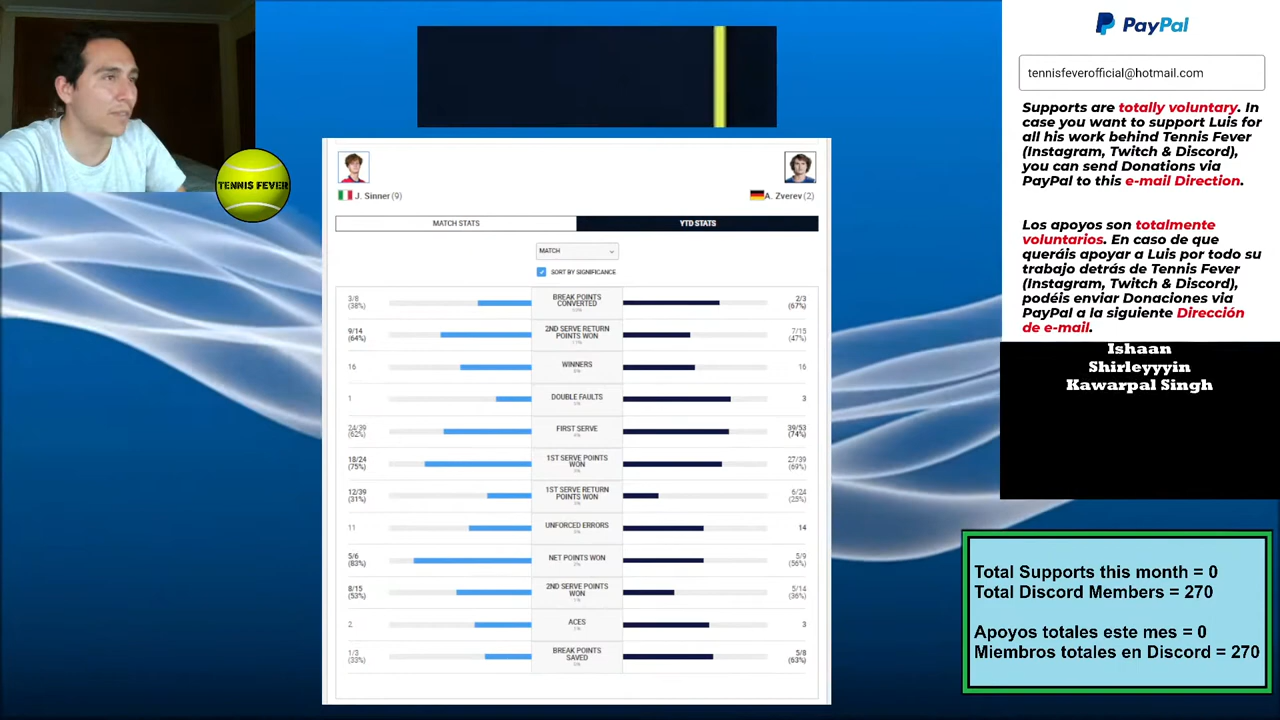 TENNIS FEVER
J. Sinner (9)
A. Zverev (2)
MATCH STATS
YTD STATS
MATCH
SORT BY SIGNIFICANCE
3/8
(38%)
BREAK POINTS
CONVERTED
2/3
(67%)
9/14
(64%)
2ND SERVE RETURN
POINTS WON
7/15
(47%)
16
WINNERS
16
1
DOUBLE FAULTS
3
24/39
(62%)
FIRST SERVE
39/53
(74%)
18/24
(75%)
1ST SERVE POINTS
WON
27/39
(69%)
12/39
(31%)
1ST SERVE RETURN
POINTS WON
6/24
(25%)
11
UNFORCED ERRORS
14
5/6
(83%)
NET POINTS WON
5/9
(56%)
8/15
(53%)
2ND SERVE POINTS
WON
5/14
(36%)
2
ACES
3
1/3
(33%)
BREAK POINTS
SAVED
5/8
(63%)
PayPal
tennisfeverofficial@hotmail.com
Supports are totally voluntary. In
case you want to support Luis for
all his work behind Tennis Fever
(Instagram, Twitch & Discord),
you can send Donations via
PayPal to this e-mail Direction.
Los apoyos son totalmente
voluntarios. En caso de que
queráis apoyar a Luis por todo su
trabajo detrás de Tennis Fever
(Instagram, Twitch & Discord),
podéis enviar Donaciones via
PayPal a la siguiente Dirección
de e-mail.
Ishaan
Shirleyyyin
Kawarpal Singh
Total Supports this month = 0
Total Discord Members = 270
Apoyos totales este mes = 0
Miembros totales en Discord = 270